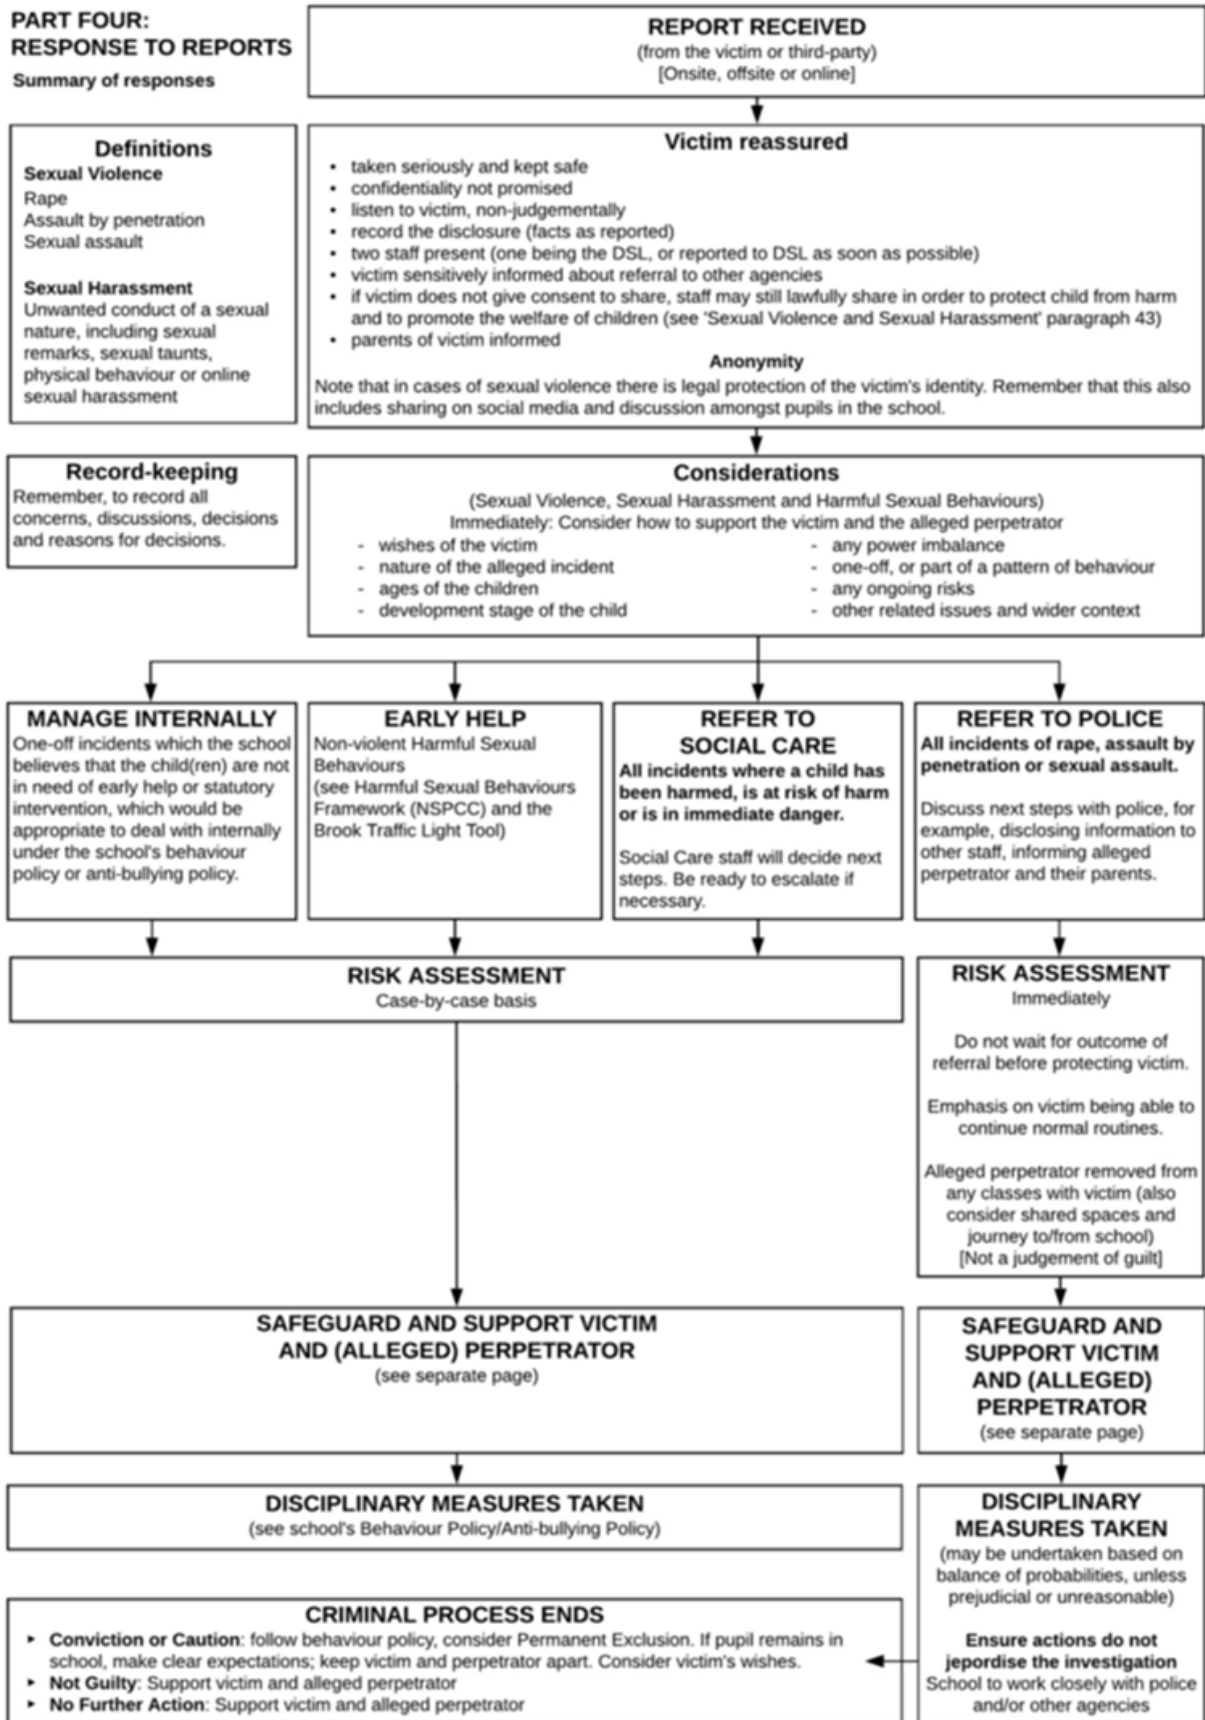 PART FOUR:
RESPONSE TO REPORTS
Summary of responses
REPORT RECEIVED
(from the victim or third-party)
[Onsite, offsite or online]
Definitions
Sexual Violence
Rape
Assault by penetration
Sexual assault
Sexual Harassment
Unwanted conduct of a sexual
nature, including sexual
remarks, sexual taunts,
physical behaviour or online
sexual harassment
Victim reassured
▪ taken seriously and kept safe
▪ confidentiality not promised
▪ listen to victim, non-judgementally
▪ record the disclosure (facts as reported)
▪ two staff present (one being the DSL, or reported to DSL as soon as possible)
▪ victim sensitively informed about referral to other agencies
▪ if victim does not give consent to share, staff may still lawfully share in order to protect child from harm
and to promote the welfare of children (see 'Sexual Violence and Sexual Harassment' paragraph 43)
▪ parents of victim informed
Anonymity
Note that in cases of sexual violence there is legal protection of the victim's identity. Remember that this also
includes sharing on social media and discussion amongst pupils in the school.
Record-keeping
Remember, to record all
concerns, discussions, decisions
and reasons for decisions.
Considerations
(Sexual Violence, Sexual Harassment and Harmful Sexual Behaviours)
Immediately: Consider how to support the victim and the alleged perpetrator
- wishes of the victim
- nature of the alleged incident
- ages of the children
- development stage of the child
- any power imbalance
- one-off, or part of a pattern of behaviour
- any ongoing risks
- other related issues and wider context
MANAGE INTERNALLY
One-off incidents which the school
believes that the child(ren) are not
in need of early help or statutory
intervention, which would be
appropriate to deal with internally
under the school's behaviour
policy or anti-bullying policy.
EARLY HELP
Non-violent Harmful Sexual
Behaviours
(see Harmful Sexual Behaviours
Framework (NSPCC) and the
Brook Traffic Light Tool)
REFER TO
SOCIAL CARE
All incidents where a child has
been harmed, is at risk of harm
or is in immediate danger.
Social Care staff will decide next
steps. Be ready to escalate if
necessary.
REFER TO POLICE
All incidents of rape, assault by
penetration or sexual assault.
Discuss next steps with police, for
example, disclosing information to
other staff, informing alleged
perpetrator and their parents.
RISK ASSESSMENT
Case-by-case basis
RISK ASSESSMENT
Immediately
Do not wait for outcome of
referral before protecting victim.
Emphasis on victim being able to
continue normal routines.
Alleged perpetrator removed from
any classes with victim (also
consider shared spaces and
journey to/from school)
[Not a judgement of guilt]
SAFEGUARD AND SUPPORT VICTIM
AND (ALLEGED) PERPETRATOR
(see separate page)
SAFEGUARD AND
SUPPORT VICTIM
AND (ALLEGED)
PERPETRATOR
(see separate page)
DISCIPLINARY MEASURES TAKEN
(see school's Behaviour Policy/Anti-bullying Policy)
DISCIPLINARY
MEASURES TAKEN
(may be undertaken based on
balance of probabilities, unless
prejudicial or unreasonable)
Ensure actions do not
jepordise the investigation
School to work closely with police
and/or other agencies
CRIMINAL PROCESS ENDS
‣ Conviction or Caution: follow behaviour policy, consider Permanent Exclusion. If pupil remains in
school, make clear expectations; keep victim and perpetrator apart. Consider victim's wishes.
‣ Not Guilty: Support victim and alleged perpetrator
‣ No Further Action: Support victim and alleged perpetrator